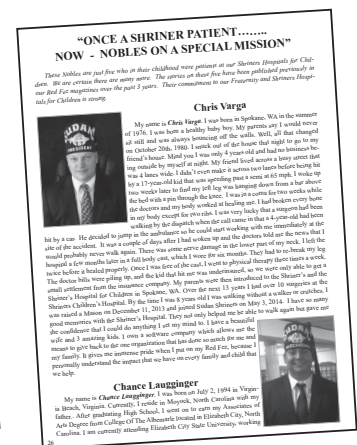 "ONCE A SHRINER PATIENT……..
NOW - NOBLES ON A SPECIAL MISSION"
These Nobles are just five who in their childhood were patients at our Shriners Hospitals for Chil-
dren. We are certain there are many more. The stories on these five have been published previously in
our Red Fez magazines over the past 3 years. Their commitment to our Fraternity and Shriners Hospi-
tals for Children is strong.
Chris Varga
My name is Chris Varga. I was born in Spokane, WA in the summer
of 1976. I was born a healthy baby boy. My parents say I would never
sit still and was always bouncing off the walls. Well, all that changed
on October 20th, 1980. I snuck out of the house that night to go to my
friend's house. Mind you I was only 4 years old and had no business be-
ing outside by myself at night. My friend lived across a busy street that
was 4 lanes wide. I didn't even make it across two lanes before being hit
by a 17-year-old kid that was speeding past a semi at 65 mph. I woke up
two weeks later to find my left leg was hanging down from a bar above
the bed with a pin through the knee. I was in a coma for two weeks while
the doctors and my body worked at healing me. I had broken every bone
in my body except for two ribs. I was very lucky that a surgeon had been
walking by the dispatch when the call came in that a 4-year-old had been
hit by a car. He decided to jump in the ambulance so he could start working with me immediately at the
site of the accident. It was a couple of days after I had woken up and the doctors told me the news that I
would probably never walk again. There was some nerve damage in the lower part of my neck. I left the
hospital a few months later in a full body cast, which I wore for six months. They had to re-break my leg
twice before it healed properly. Once I was free of the cast, I went to physical therapy three times a week.
The doctor bills were piling up, and the kid that hit me was underinsured, so we were only able to get a
small settlement from the insurance company. My parents were then introduced to the Shriner's and the
Shriner's Hospital for Children in Spokane, WA. Over the next 13 years I had over 10 surgeries at the
Shriners Children's Hospital. By the time I was 8 years old I was walking without a walker or crutches. I
was raised a Mason on December 11, 2013 and joined Sudan Shriners on May 3, 2014. I have so many
good memories with the Shriner's Hospital. They not only helped me be able to walk again but gave me
the confidence that I could do anything I set my mind to. I have a beautiful
wife and 3 amazing kids. I own a software company which allows me the
means to give back to the one organization that has done so much for me and
my family. It gives me immense pride when I put on my Red Fez, because I
personally understand the impact that we have on every family and child that
we help.
Chance Laugginger
My name is Chance Laugginger. I was born on July 2, 1994 in Virgin-
ia Beach, Virginia. Currently, I reside in Moyock, North Carolina with my
father. After graduating High School, I went on to earn my Associates of
Arts Degree from College Of The Albemarle located in Elizabeth City, North
Carolina. I am currently attending Elizabeth City State University, working
26
SUDAN
PRESIDENT